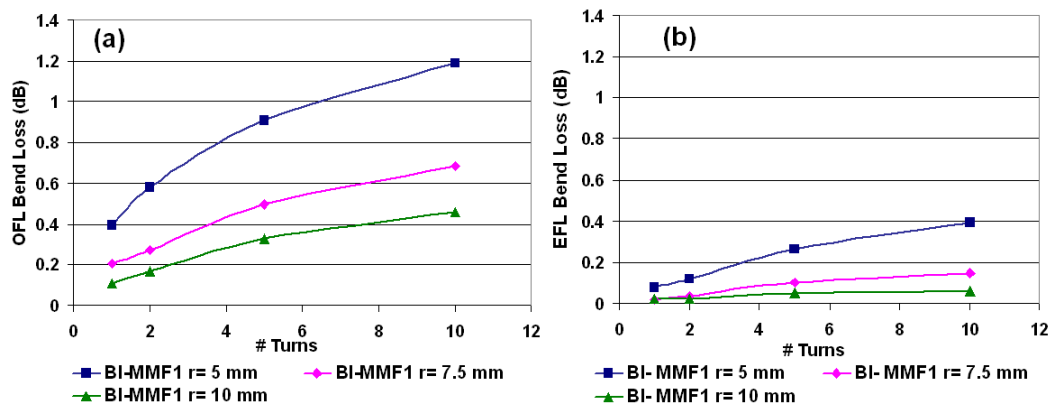 (a)
OFL Bend Loss (dB)
1.4
1.2
1
0.8
0.6
0.4
0.2
0
0 2 4 6 8 10 12
# Turns
BI-MMF1 r= 5 mm BI-MMF1 r= 7.5 mm
BI-MMF1 r= 10 mm
(b)
EFL Bend Loss (dB)
1.4
1.2
1
0.8
0.6
0.4
0.2
0
0 2 4 6 8 10 12
# Turns
BI- MMF1 r= 5 mm BI- MMF1 r= 7.5 mm
BI- MMF1 r= 10 mm